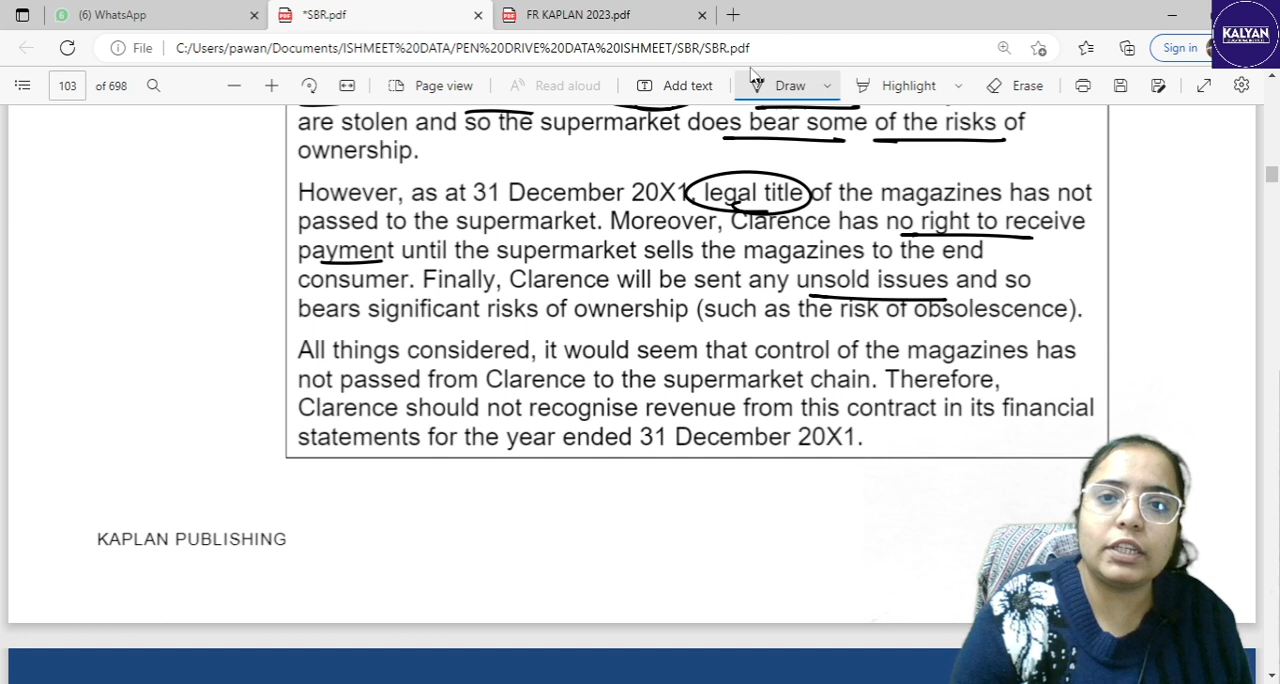 (6) WhatsApp
*SBR.pdf
FR KAPLAN 2023.pdf
File C:/Users/pawan/Documents/ISHMEET%20DATA/PEN%20DRIVE%20DATA%20ISHMEET/SBR/SBR.pdf
Sign in
KALYAN
103 of 698
Page view
Read aloud
Add text
Draw
Highlight
Erase
are stolen and so the supermarket does bear some of the risks of
ownership.
However, as at 31 December 20X1, legal title of the magazines has not
passed to the supermarket. Moreover, Clarence has no right to receive
payment until the supermarket sells the magazines to the end
consumer. Finally, Clarence will be sent any unsold issues and so
bears significant risks of ownership (such as the risk of obsolescence).
All things considered, it would seem that control of the magazines has
not passed from Clarence to the supermarket chain. Therefore,
Clarence should not recognise revenue from this contract in its financial
statements for the year ended 31 December 20X1.
KAPLAN PUBLISHING